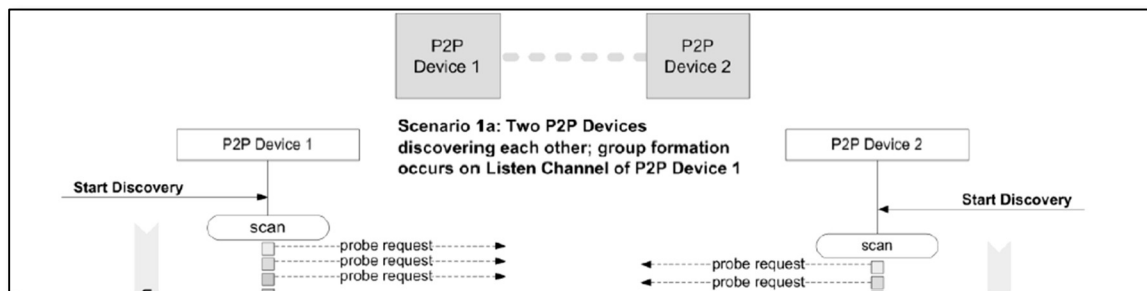 P2P
Device 1
P2P
Device 2
Scenario 1a: Two P2P Devices
discovering each other; group formation
occurs on Listen Channel of P2P Device 1
P2P Device 1
P2P Device 2
Start Discovery
Start Discovery
scan
scan
probe request
probe request
probe request
probe request
probe request